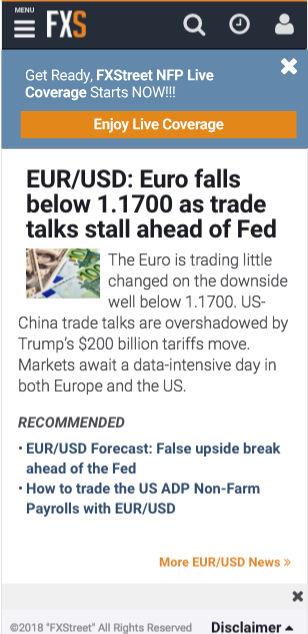 MENU
FXS
Get Ready, FXStreet NFP Live
Coverage Starts NOW!!!
Enjoy Live Coverage
EUR/USD: Euro falls
below 1.1700 as trade
talks stall ahead of Fed
The Euro is trading little
changed on the downside
well below 1.1700. US-
China trade talks are overshadowed by
Trump's $200 billion tariffs move.
Markets await a data-intensive day in
both Europe and the US.
RECOMMENDED
• EUR/USD Forecast: False upside break
ahead of the Fed
• How to trade the US ADP Non-Farm
Payrolls with EUR/USD
More EUR/USD News »
©2018 "FXStreet" All Rights Reserved Disclaimer